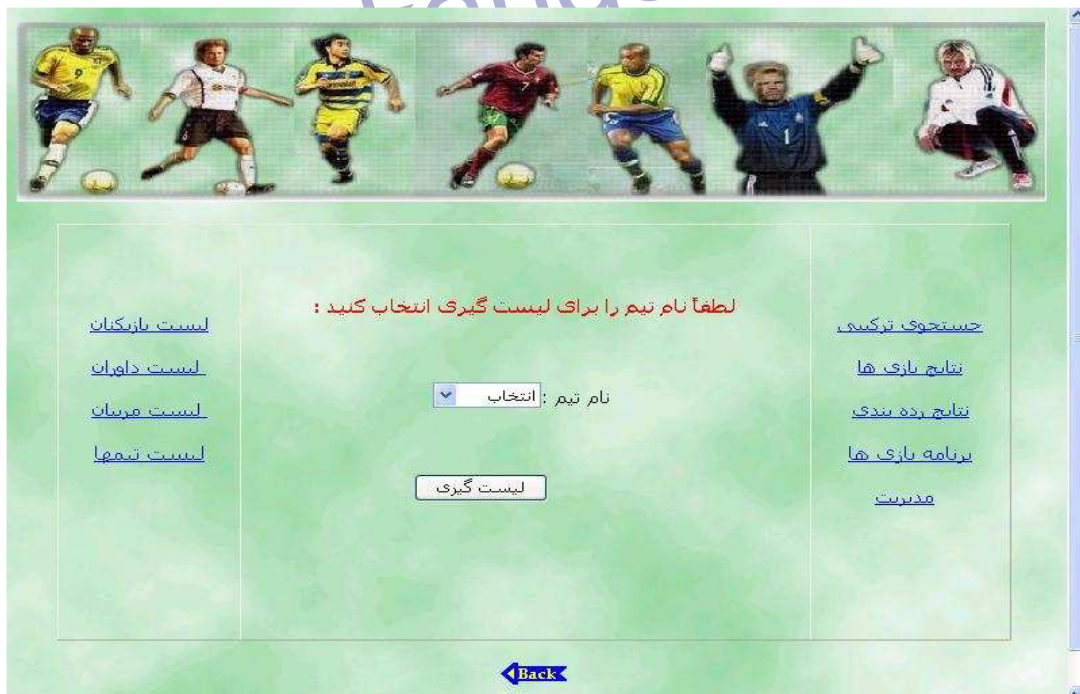 لطفاً نام تیم را برای لیست گیری انتخاب کنید :
نام تیم : انتخاب
لیست گیری
جستجوی ترکیبی
نتایج بازی ها
نتایج رده بندی
برنامه بازی ها
مدیریت
لیست بازیکنان
لیست داوران
لیست مربیان
لیست تیمها
Back